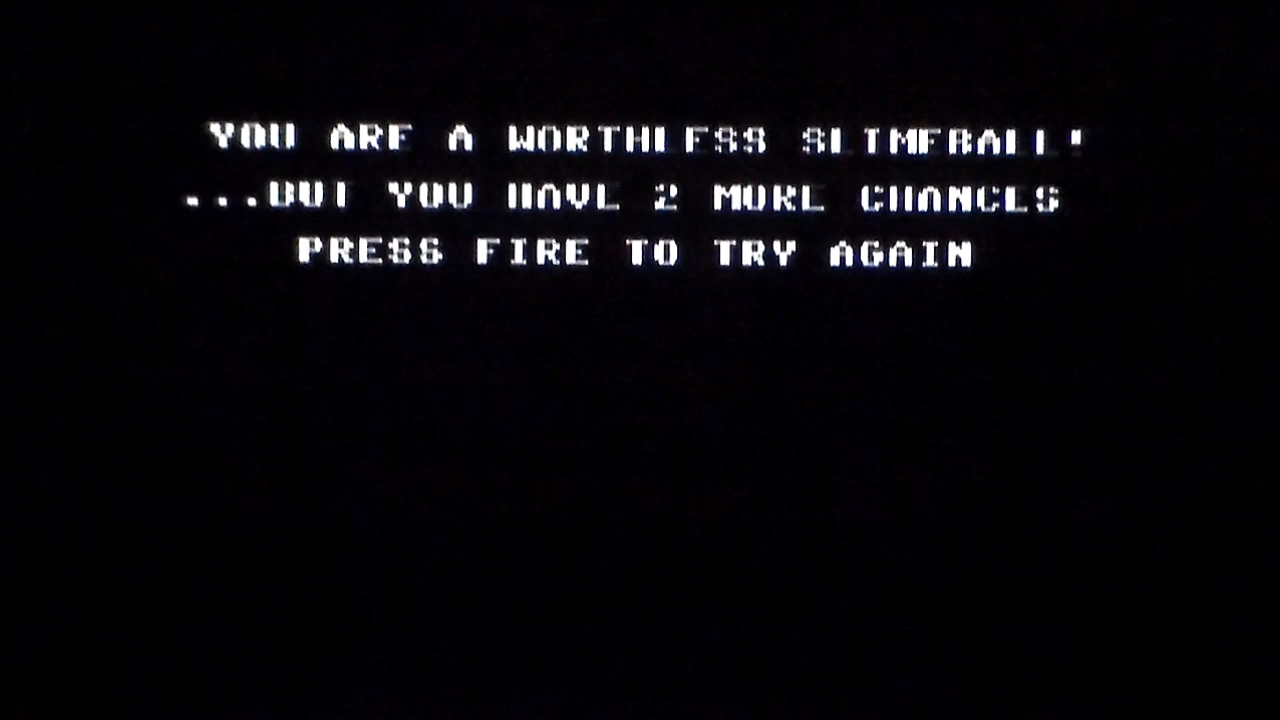 YOU ARE A WORTHLESS SLIMEBALL!
...BUT YOU HAVE 2 MORE CHANCES
PRESS FIRE TO TRY AGAIN